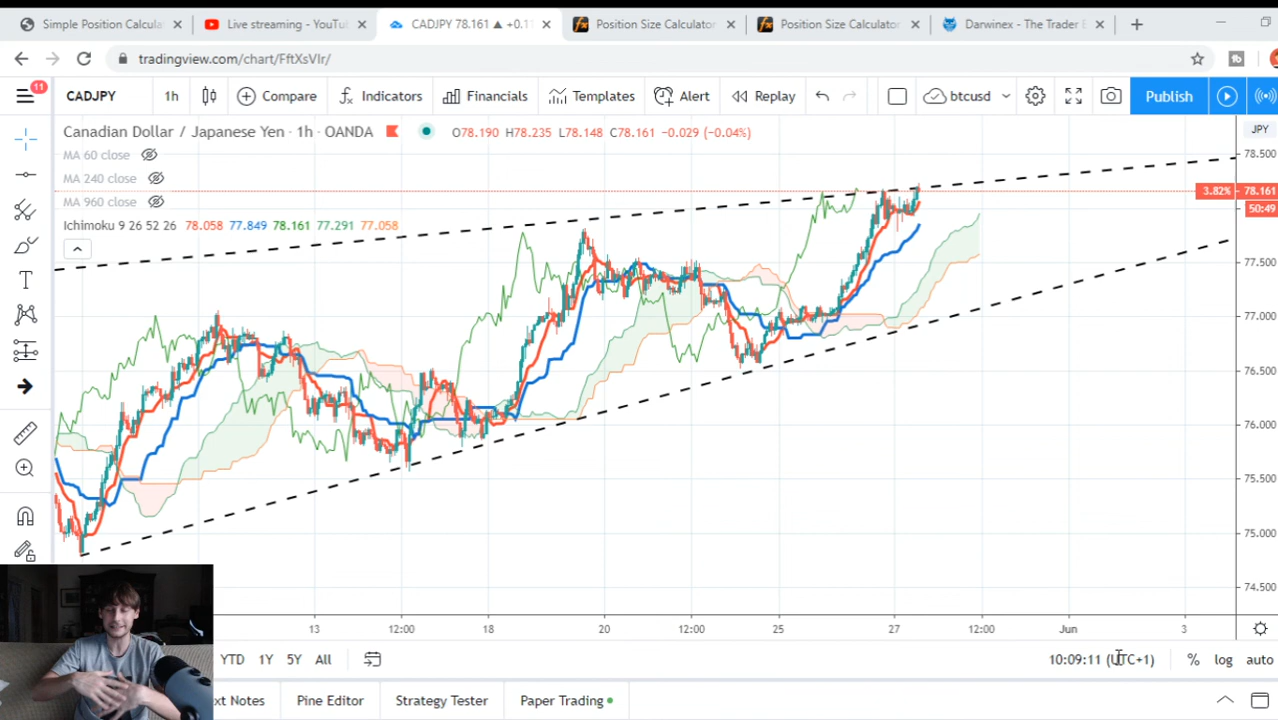 Simple Position Calcula
Live streaming - YouTu
CADJPY 78.161 ▲ +0.1
Position Size Calculator
Position Size Calculator
Darwinex - The Trader E
tradingview.com/chart/FftXsVIr/
11
CADJPY
1h
Compare
Indicators
Financials
Templates
Alert
Replay
btcusd
Publish
Canadian Dollar / Japanese Yen · 1h · OANDA
O78.190 H78.235 L78.148 C78.161 −0.029 (−0.04%)
JPY
MA 60 close
MA 240 close
MA 960 close
Ichimoku 9 26 52 26 78.058 77.849 78.161 77.291 77.058
78.500
3.82% 78.161
50:49
77.500
77.000
76.500
76.000
75.500
75.000
74.500
13 12:00 18 20 12:00 25 27 12:00 Jun 3
YTD 1Y 5Y All
10:09:11 (UTC+1)
% log auto
xt Notes
Pine Editor
Strategy Tester
Paper Trading